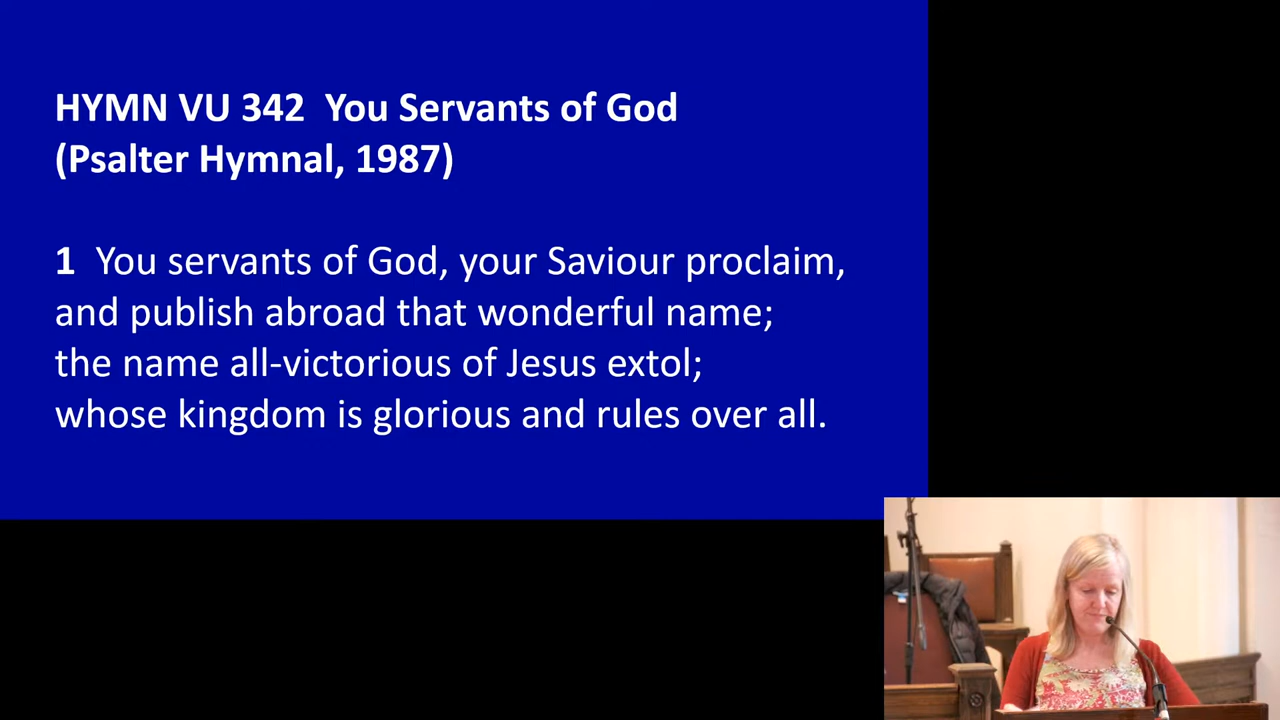 HYMN VU 342 You Servants of God
(Psalter Hymnal, 1987)
1 You servants of God, your Saviour proclaim,
and publish abroad that wonderful name;
the name all-victorious of Jesus extol;
whose kingdom is glorious and rules over all.